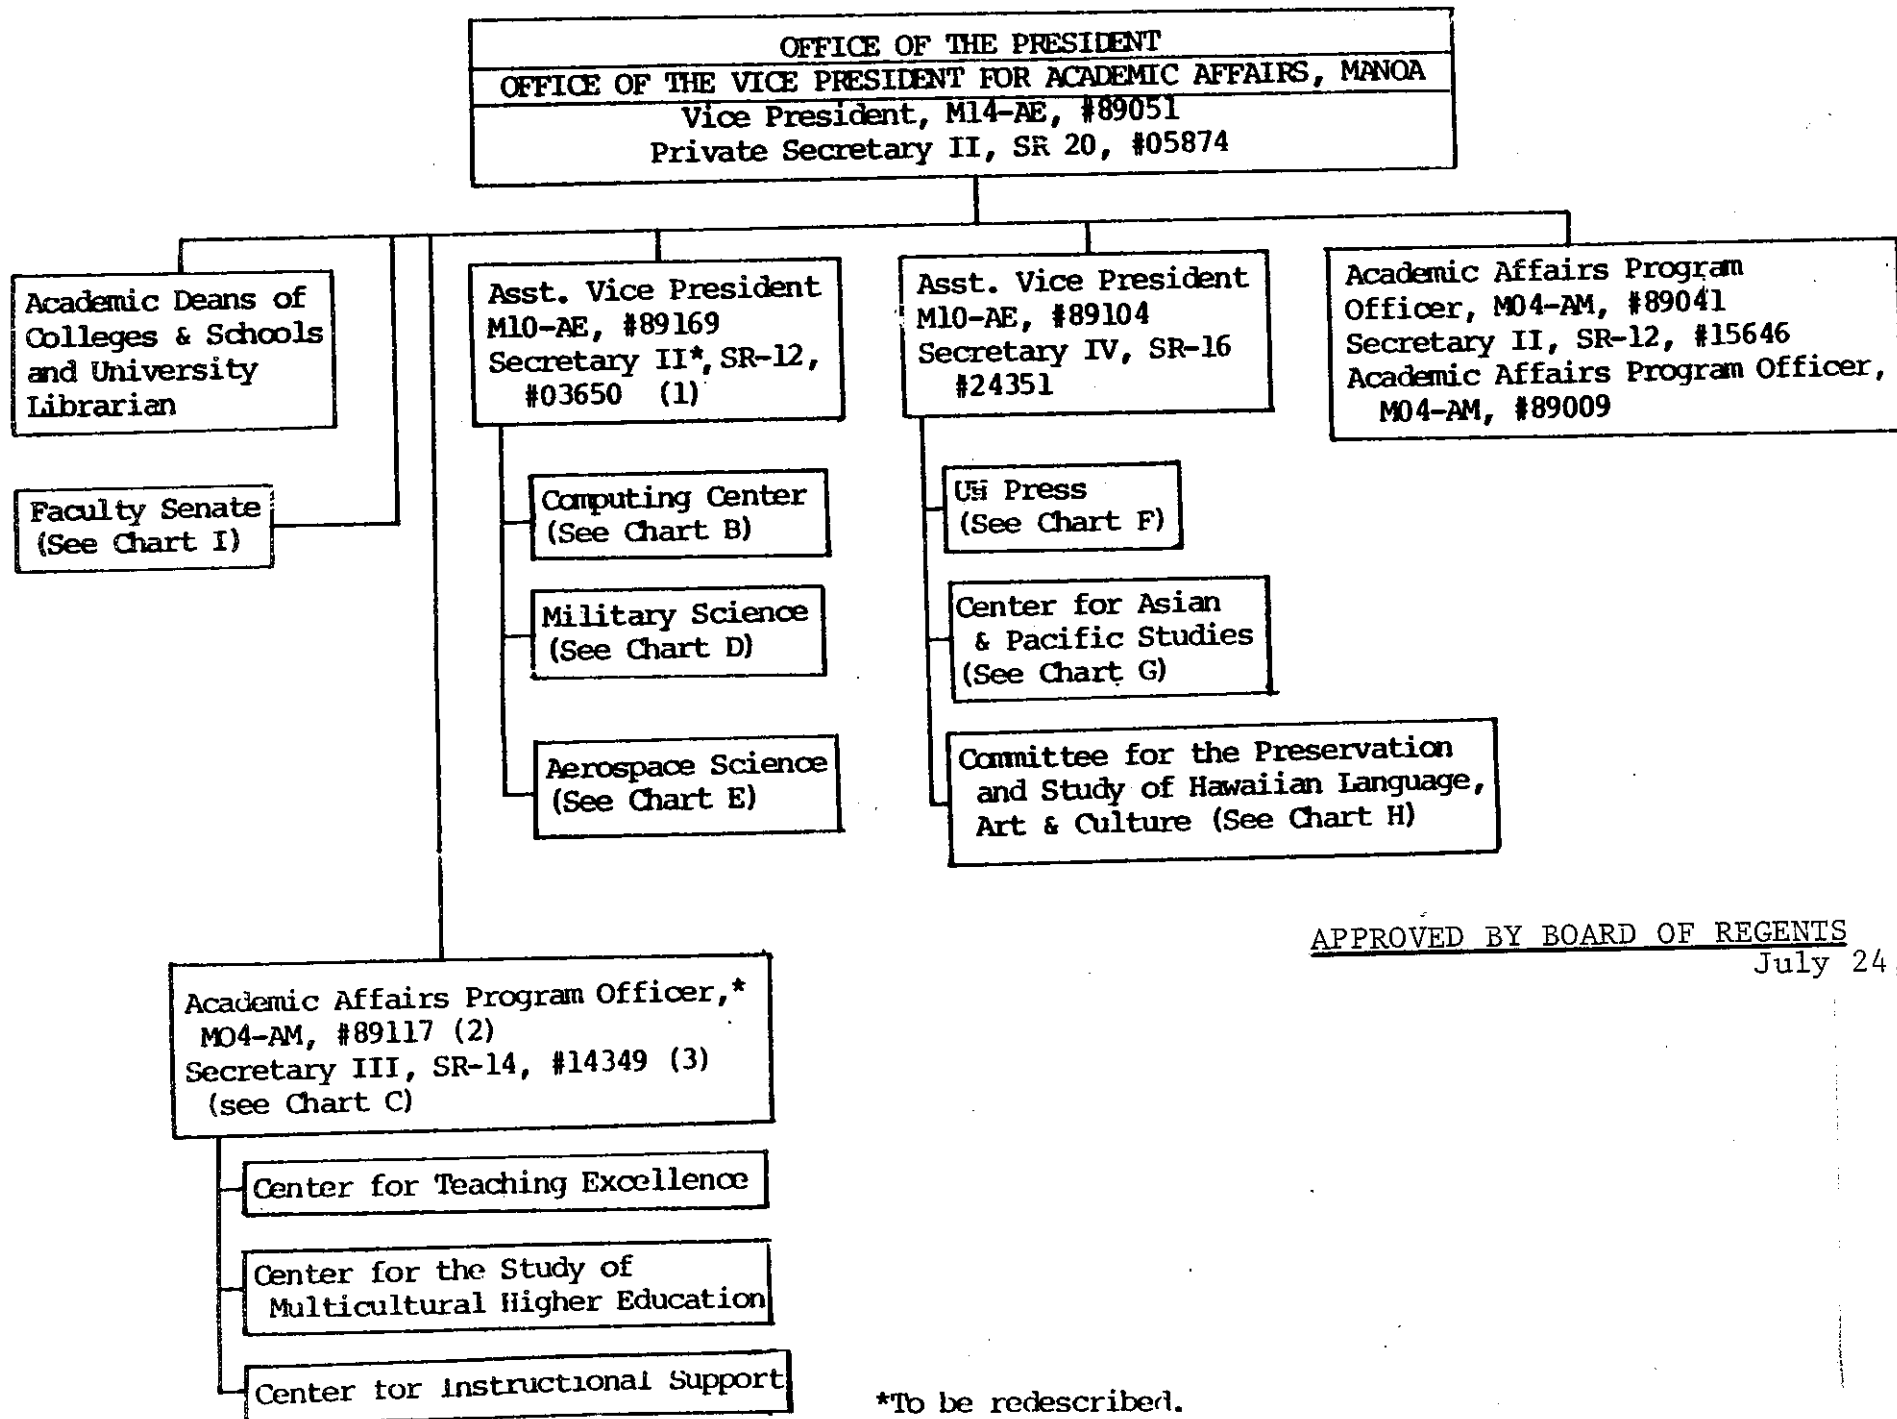 OFFICE OF THE PRESIDENT
OFFICE OF THE VICE PRESIDENT FOR ACADEMIC AFFAIRS, MANOA
Vice President, M14-AE, #89051
Private Secretary II, SR 20, #05874
Academic Deans of
Colleges & Schools
and University
Librarian
Faculty Senate
(See Chart I)
Asst. Vice President
M10-AE, #89169
Secretary II*, SR-12,
#03650 (1)
Computing Center
(See Chart B)
Military Science
(See Chart D)
Aerospace Science
(See Chart E)
Asst. Vice President
M10-AE, #89104
Secretary IV, SR-16
#24351
UH Press
(See Chart F)
Center for Asian
& Pacific Studies
(See Chart G)
Committee for the Preservation
and Study of Hawaiian Language,
Art & Culture (See Chart H)
Academic Affairs Program
Officer, M04-AM, #89041
Secretary II, SR-12, #15646
Academic Affairs Program Officer,
M04-AM, #89009
APPROVED BY BOARD OF REGENTS
July 24
Academic Affairs Program Officer,*
MO4-AM, #89117 (2)
Secretary III, SR-14, #14349 (3)
(see Chart C)
Center for Teaching Excellence
Center for the Study of
Multicultural Higher Education
Center for Instructional Support
*To be redescribed.